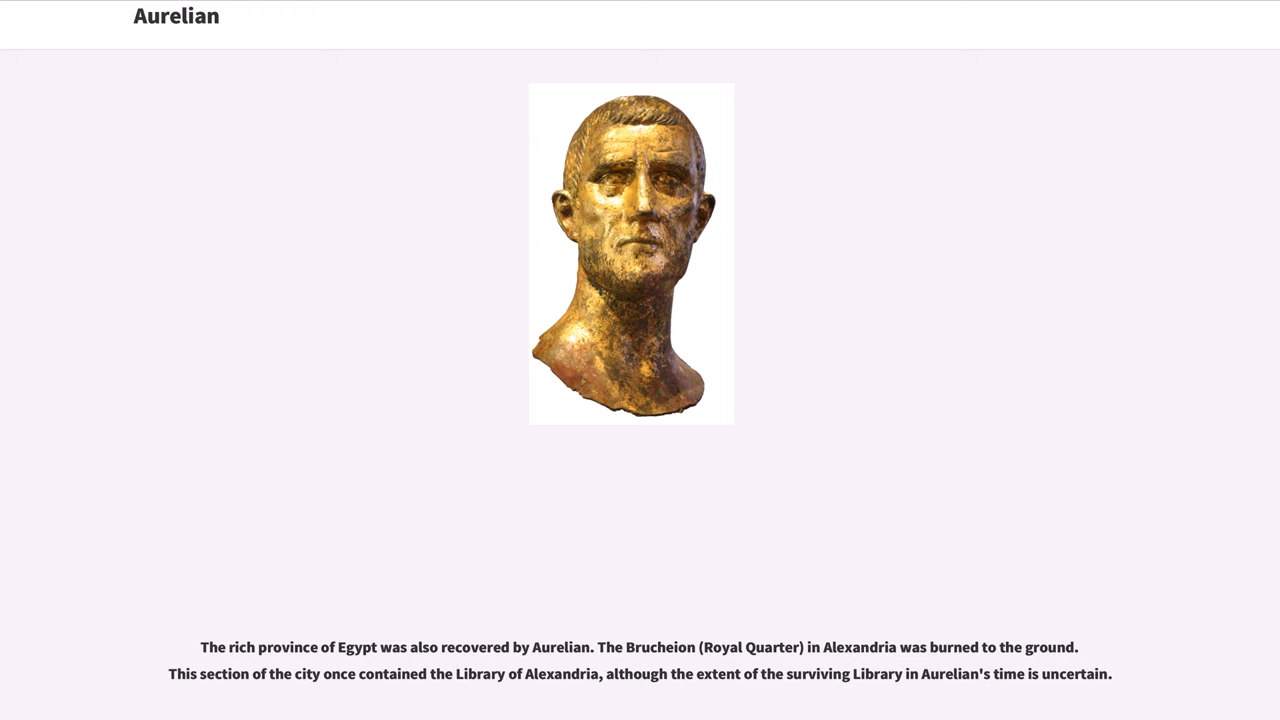 Aurelian
The rich province of Egypt was also recovered by Aurelian. The Brucheion (Royal Quarter) in Alexandria was burned to the ground.
This section of the city once contained the Library of Alexandria, although the extent of the surviving Library in Aurelian's time is uncertain.